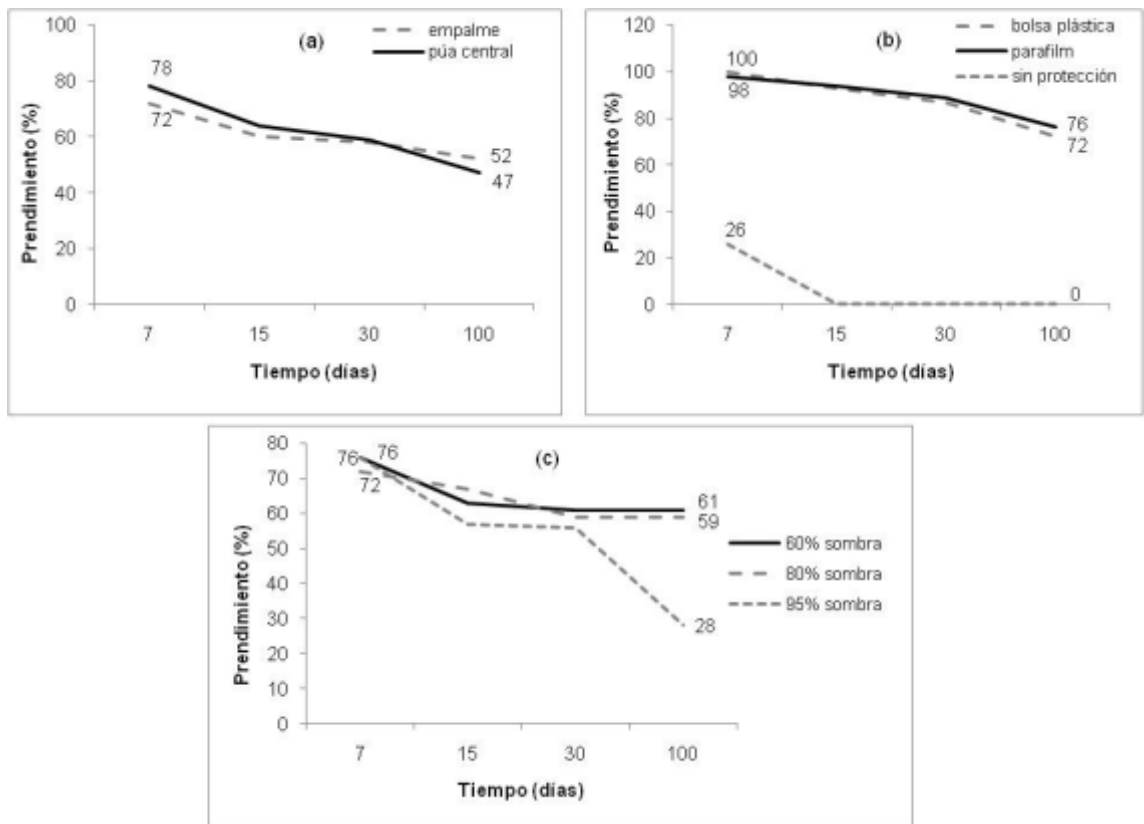 (a)
empalme
púa central
Prendimiento (%)
100
80
60
40
20
0
78
72
52
47
7 15 30 100
Tiempo (días)
(b)
bolsa plástica
parafilm
sin protección
Prendimiento (%)
120
100
80
60
40
20
0
100
98
76
72
26
0
7 15 30 100
Tiempo (días)
(c)
Prendimiento (%)
80
70
60
50
40
30
20
10
0
76 76
72
61
59
28
60% sombra
80% sombra
95% sombra
7 15 30 100
Tiempo (días)